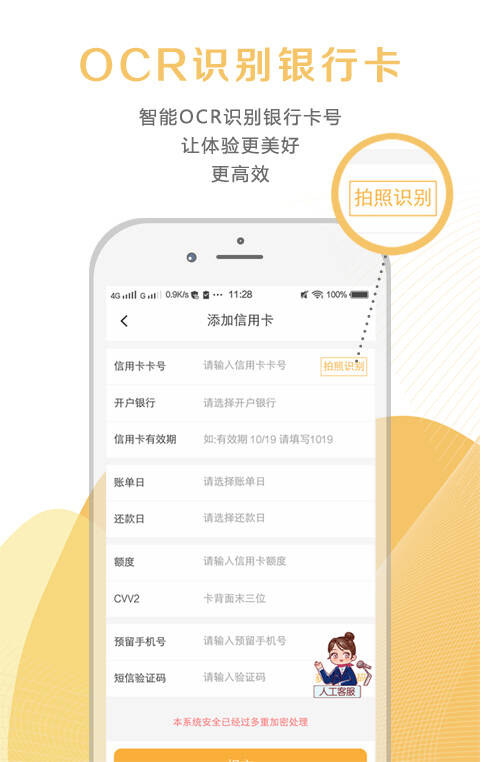 OCR识别银行卡
智能OCR识别银行卡号
让体验更美好
更高效
拍照识别
4G G 0.9K/s 11:28 100%
添加信用卡
信用卡卡号 请输入信用卡卡号 拍照识别
开户银行 请选择开户银行
信用卡有效期 如:有效期 10/19 请填写1019
账单日 请选择账单日
还款日 请选择还款日
额度 请输入信用卡额度
CVV2 卡背面末三位
预留手机号 请输入预留手机号
短信验证码 请输入验证码
人工客服
本系统安全已经过多重加密处理